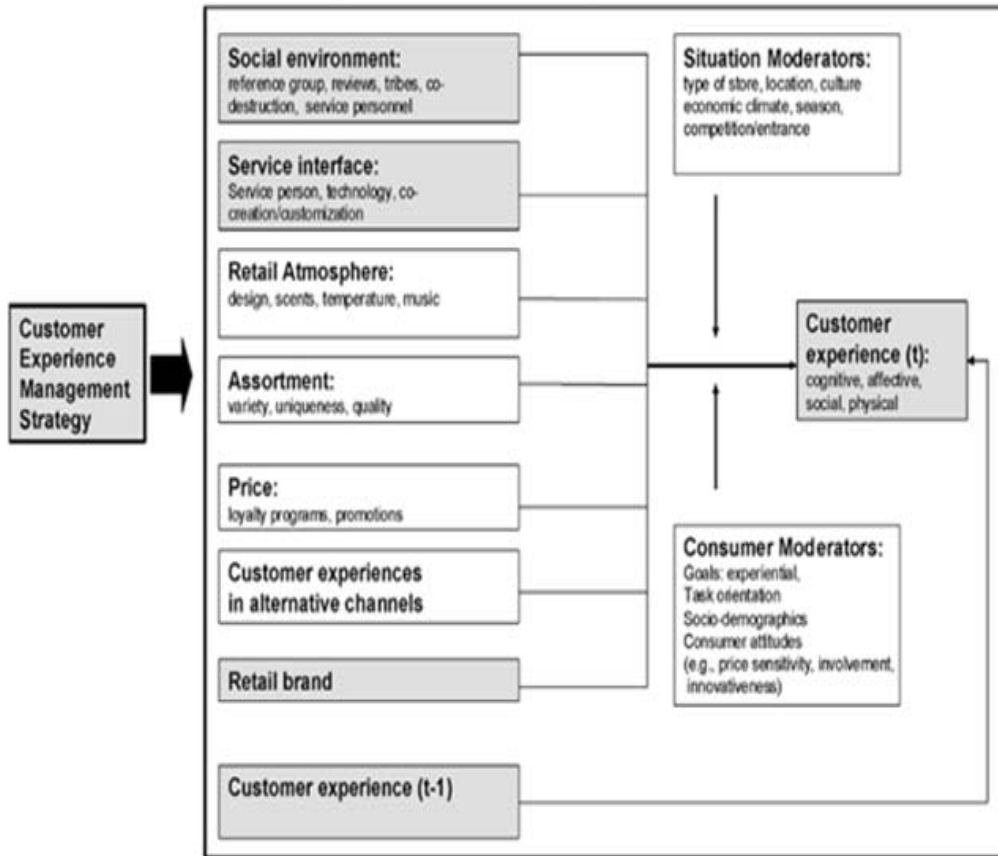 Customer
Experience
Management
Strategy
Social environment:
reference group, reviews, tribes, co-
destruction, service personnel
Service interface:
Service person, technology, co-
creation/customization
Retail Atmosphere:
design, scents, temperature, music
Assortment:
variety, uniqueness, quality
Price:
loyalty programs, promotions
Customer experiences
in alternative channels
Retail brand
Customer experience (t-1)
Situation Moderators:
type of store, location, culture
economic climate, season,
competition/entrance
Customer
experience (t):
cognitive, affective,
social, physical
Consumer Moderators:
Goals: experiential,
Task orientation
Socio-demographics
Consumer attitudes
(e.g., price sensitivity, involvement,
innovativeness)